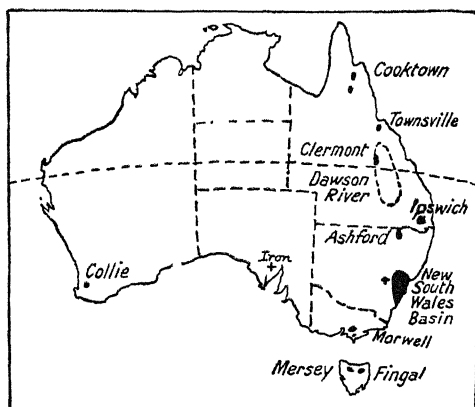 Cooktown
Townsville
Clermont
Dawson
River
Ipswich
Ashford
Iron
Collie
New
South
Wales
Basin
Morwell
Mersey
Fingal